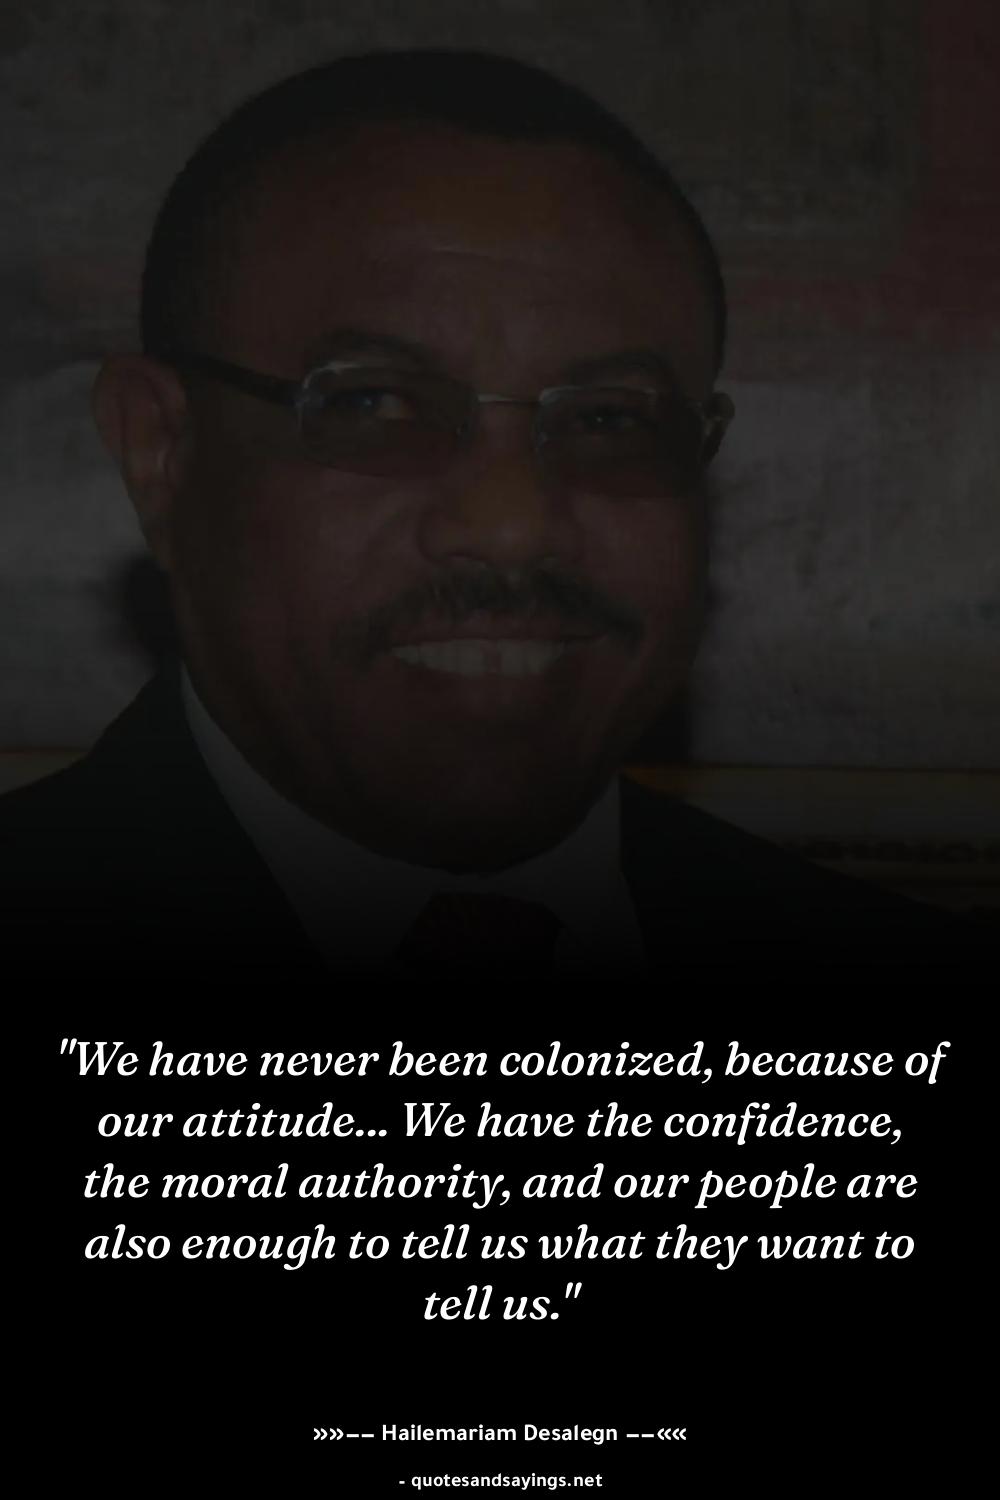 "We have never been colonized, because of
our attitude... We have the confidence,
the moral authority, and our people are
also enough to tell us what they want to
tell us."
»»—— Hailemariam Desalegn ——««
- quotesandsayings.net